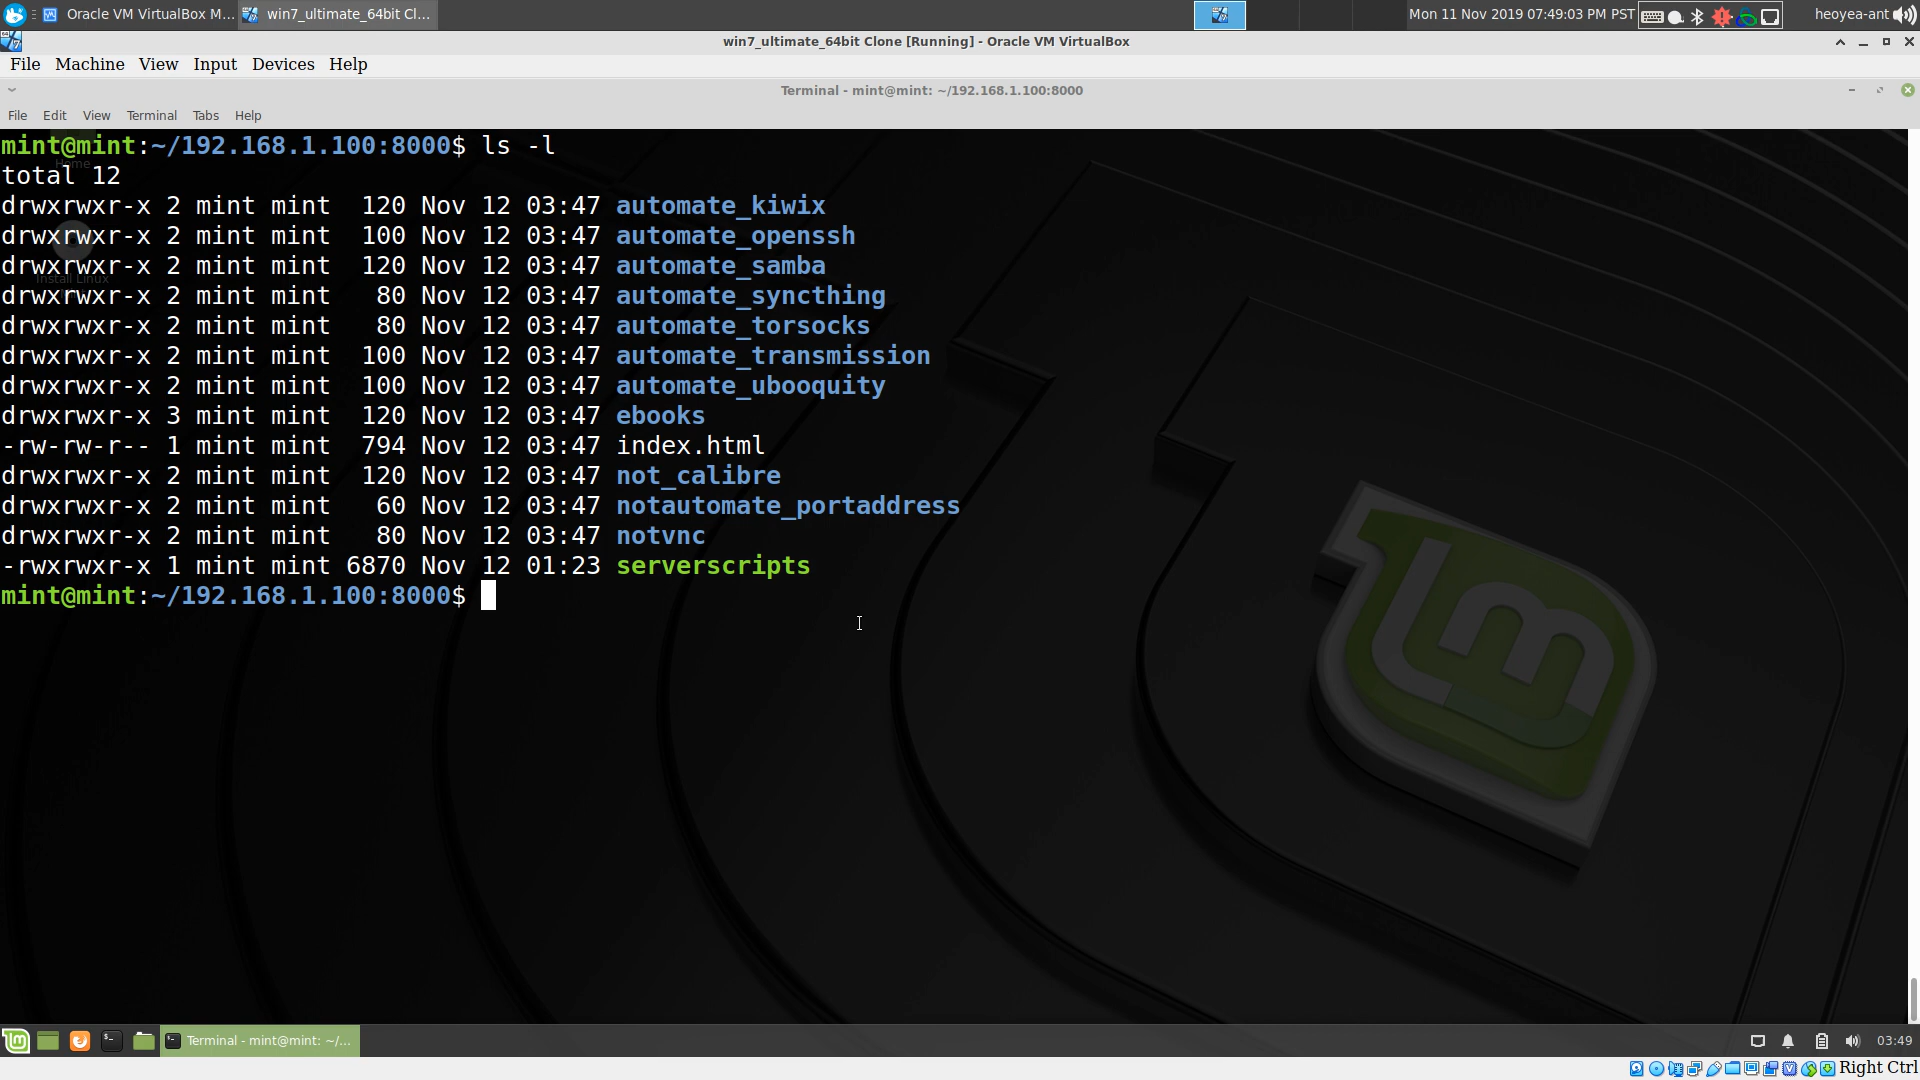 Oracle VM VirtualBox M... win7_ultimate_64bit Cl... Mon 11 Nov 2019 07:49:03 PM PST heoyea-ant
win7_ultimate_64bit Clone [Running] - Oracle VM VirtualBox
File Machine View Input Devices Help
Terminal - mint@mint: ~/192.168.1.100:8000
File Edit View Terminal Tabs Help
mint@mint:~/192.168.1.100:8000$ ls -l
Home
total 12
drwxrwxr-x 2 mint mint  120 Nov 12 03:47 automate_kiwix
drwxrwxr-x 2 mint mint  100 Nov 12 03:47 automate_openssh
drwxrwxr-x 2 mint mint  120 Nov 12 03:47 automate_samba
Install Linux
drwxrwxr-x 2 mint mint   80 Nov 12 03:47 automate_syncthing
drwxrwxr-x 2 mint mint   80 Nov 12 03:47 automate_torsocks
drwxrwxr-x 2 mint mint  100 Nov 12 03:47 automate_transmission
drwxrwxr-x 2 mint mint  100 Nov 12 03:47 automate_ubooquity
drwxrwxr-x 3 mint mint  120 Nov 12 03:47 ebooks
-rw-rw-r-- 1 mint mint  794 Nov 12 03:47 index.html
drwxrwxr-x 2 mint mint  120 Nov 12 03:47 not_calibre
drwxrwxr-x 2 mint mint   60 Nov 12 03:47 notautomate_portaddress
drwxrwxr-x 2 mint mint   80 Nov 12 03:47 notvnc
-rwxrwxr-x 1 mint mint 6870 Nov 12 01:23 serverscripts
mint@mint:~/192.168.1.100:8000$
Terminal - mint@mint: ~/... 03:49
Right Ctrl